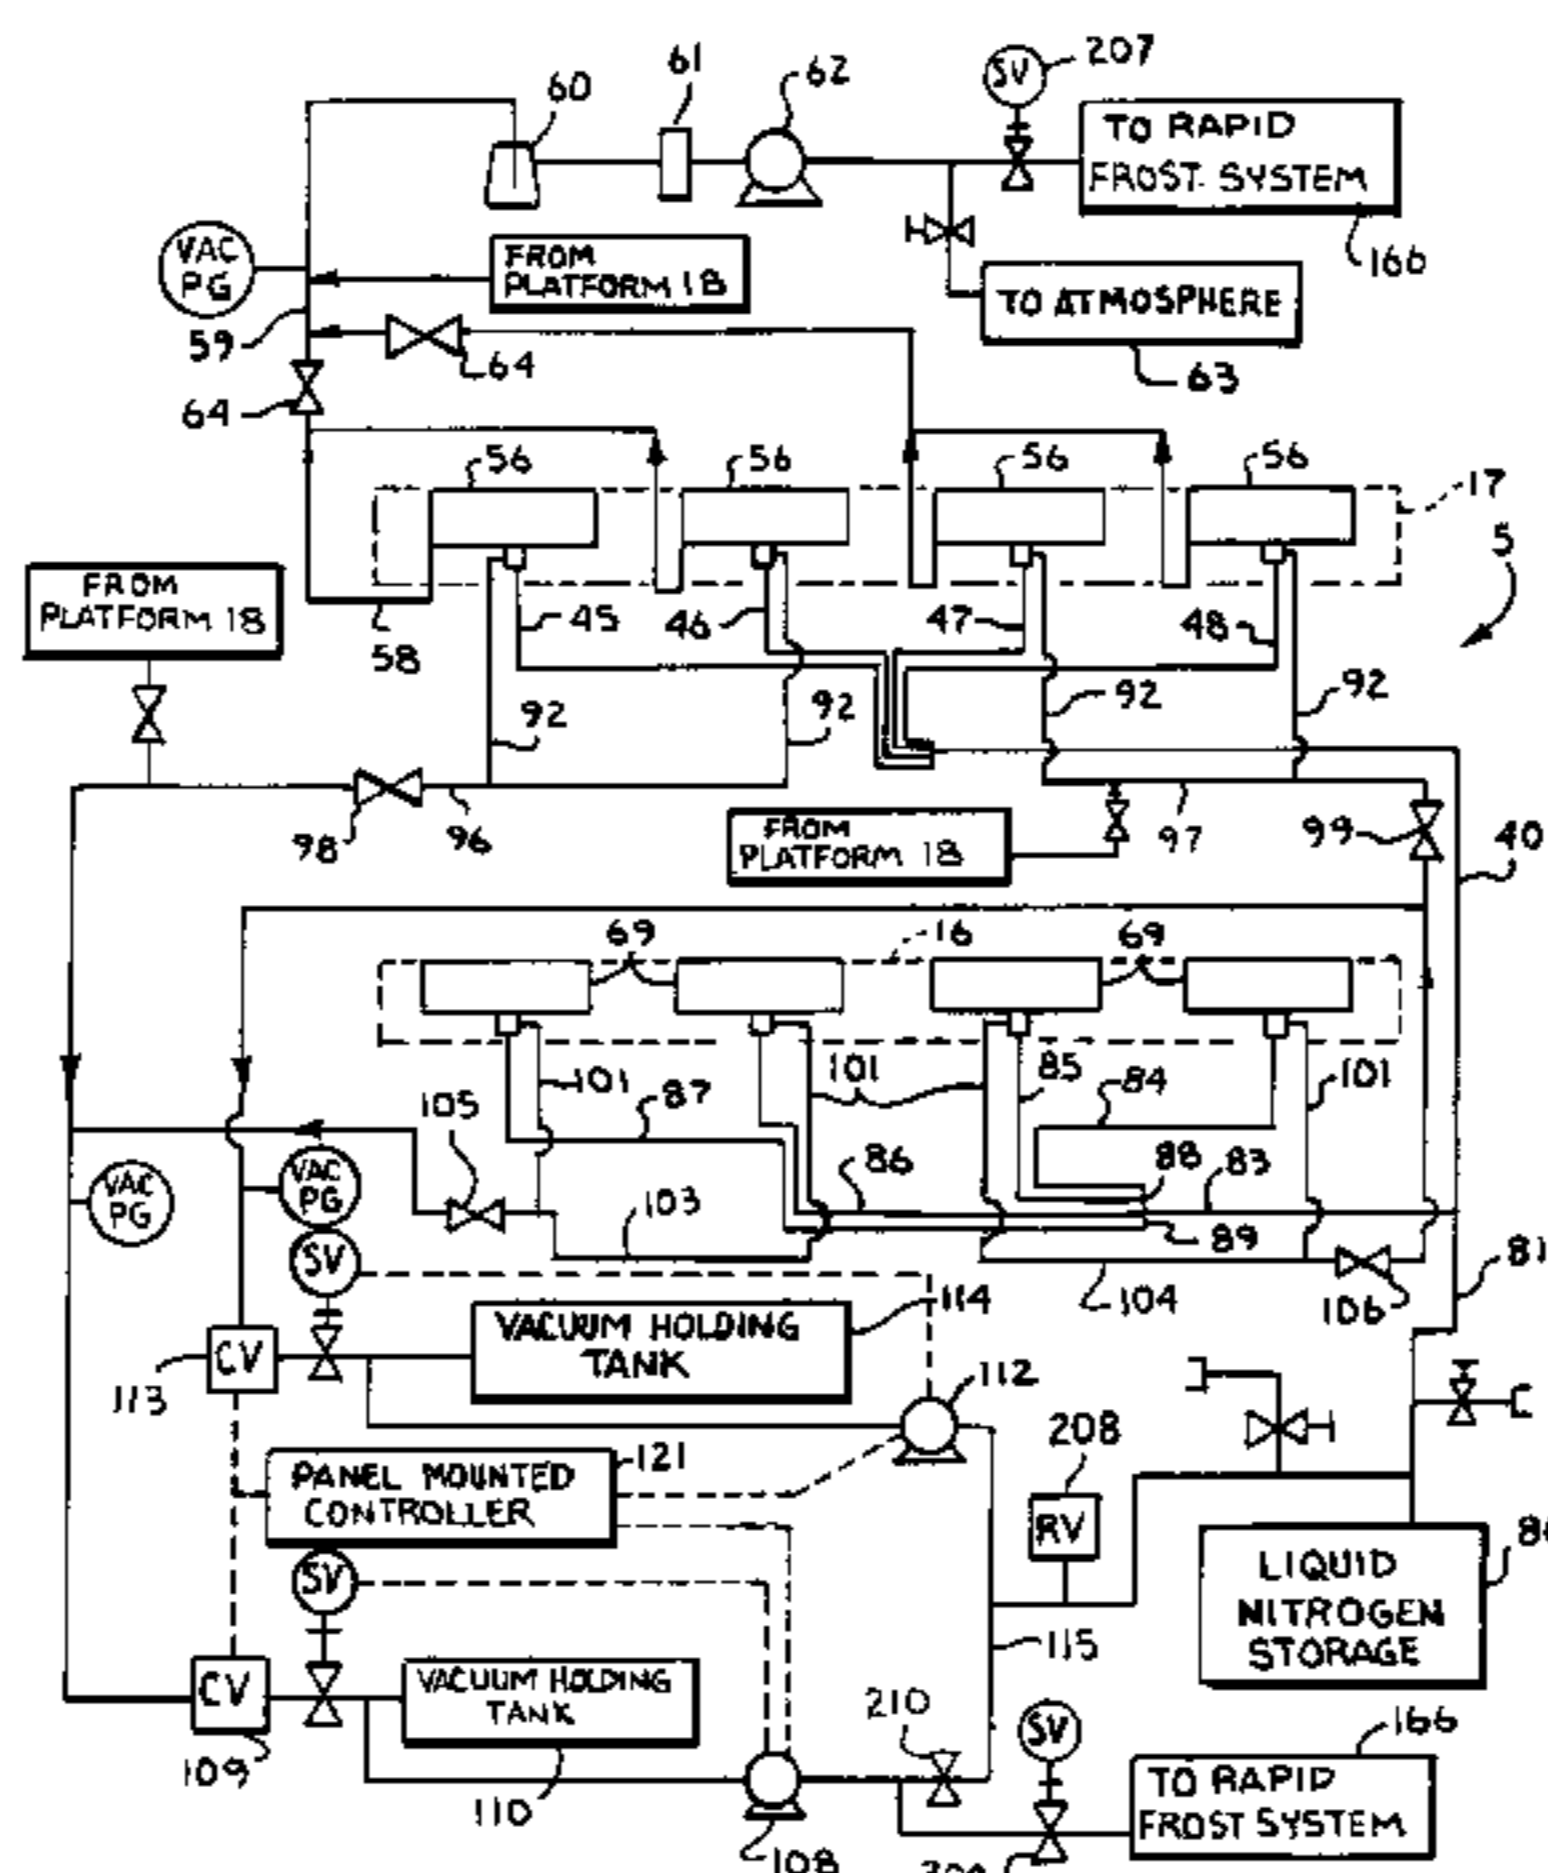 61
62
SV
207
60
TO RAPID
FROST SYSTEM
166
VAC
PG
FROM
PLATFORM 18
TO ATMOSPHERE
59
64
63
64
56
56
56
56
17
5
FROM
PLATFORM 18
58
45
46
47
48
92
92
92
92
98
96
FROM
PLATFORM 18
97
99
40
69
16
69
101
87
101
85
84
101
105
VAC
PG
VAC
PG
86
88
83
103
89
SV
104
106
81
114
VACUUM HOLDING
TANK
CV
113
112
208
PANEL MOUNTED
CONTROLLER
121
RV
LIQUID
NITROGEN
STORAGE
SV
115
CV
VACUUM HOLDING
TANK
210
SV
166
109
110
TO RAPID
FROST SYSTEM
108